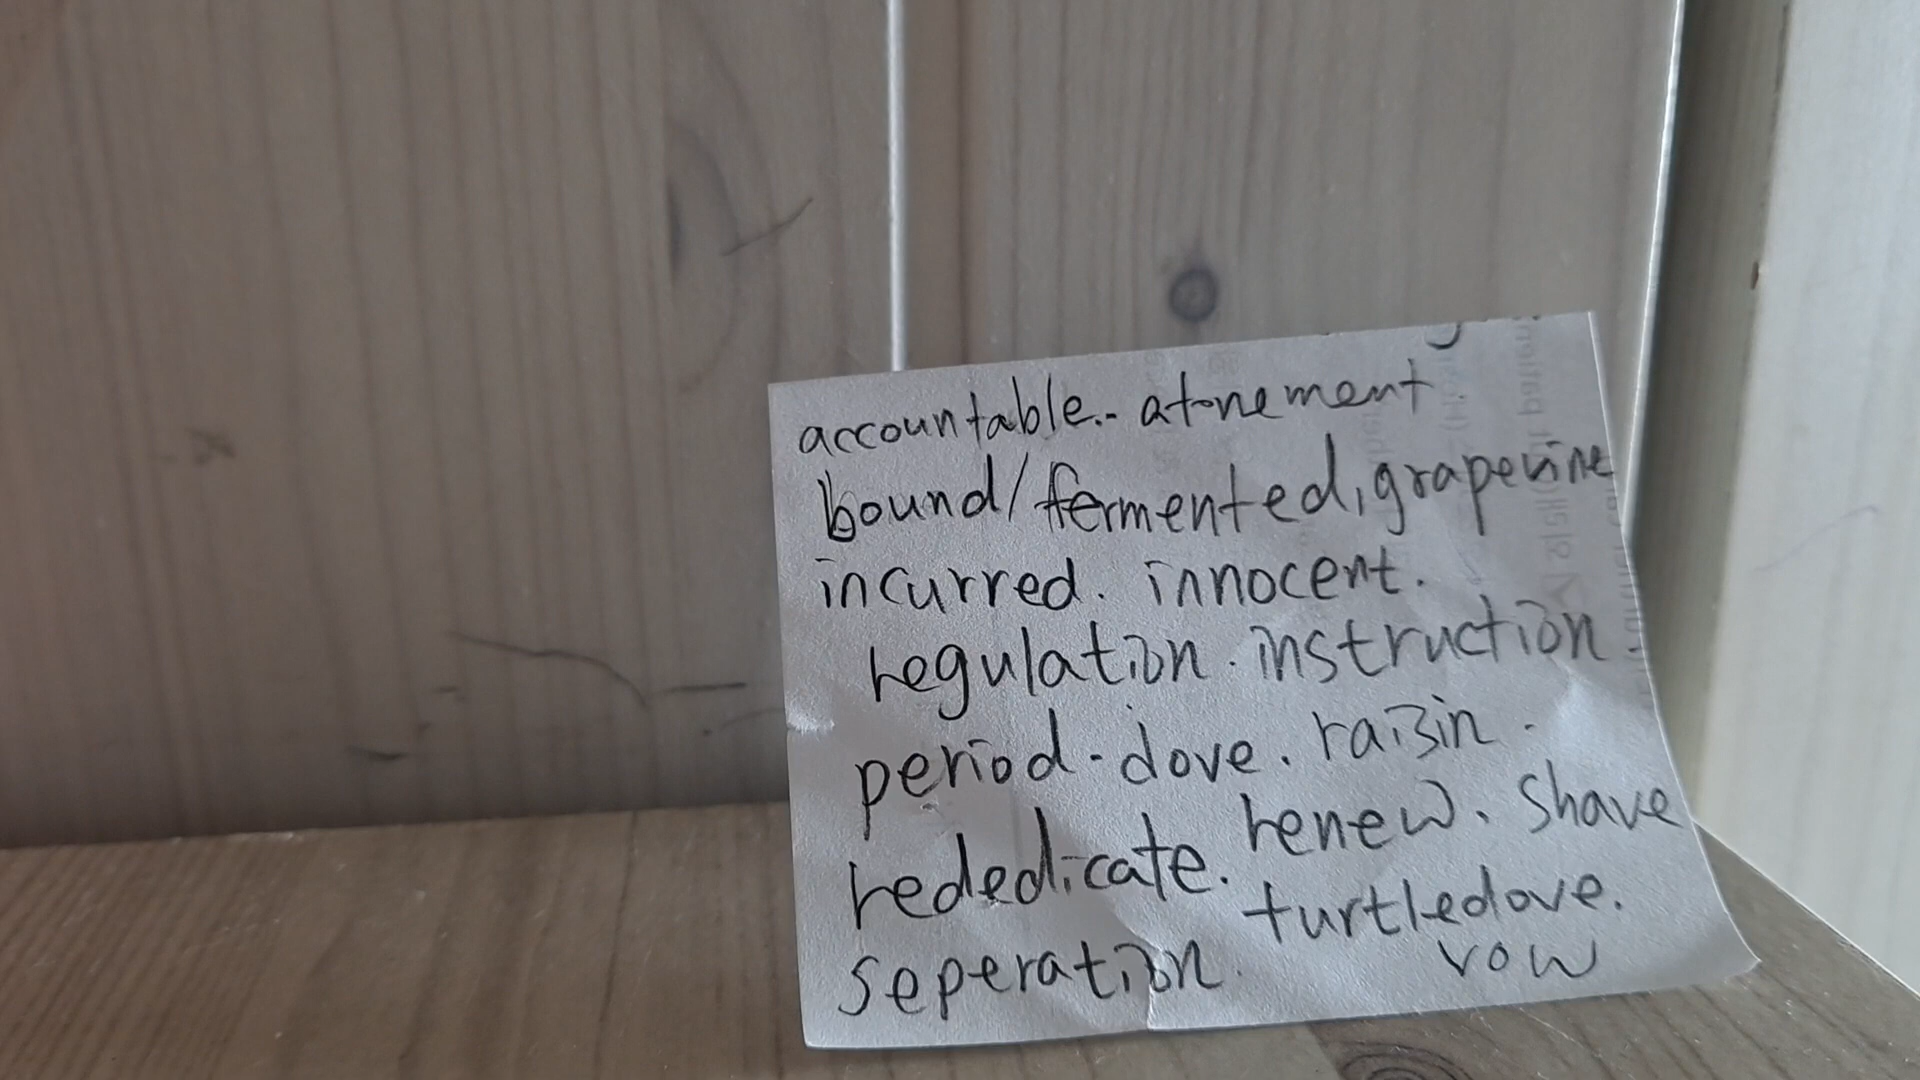 accountable.- atonement.
bound/fermented, grapevine
incurred. innocent.
regulation. instruction
period - dove. raisin.
rededicate. renew. shave
seperation. turtledove.
vow